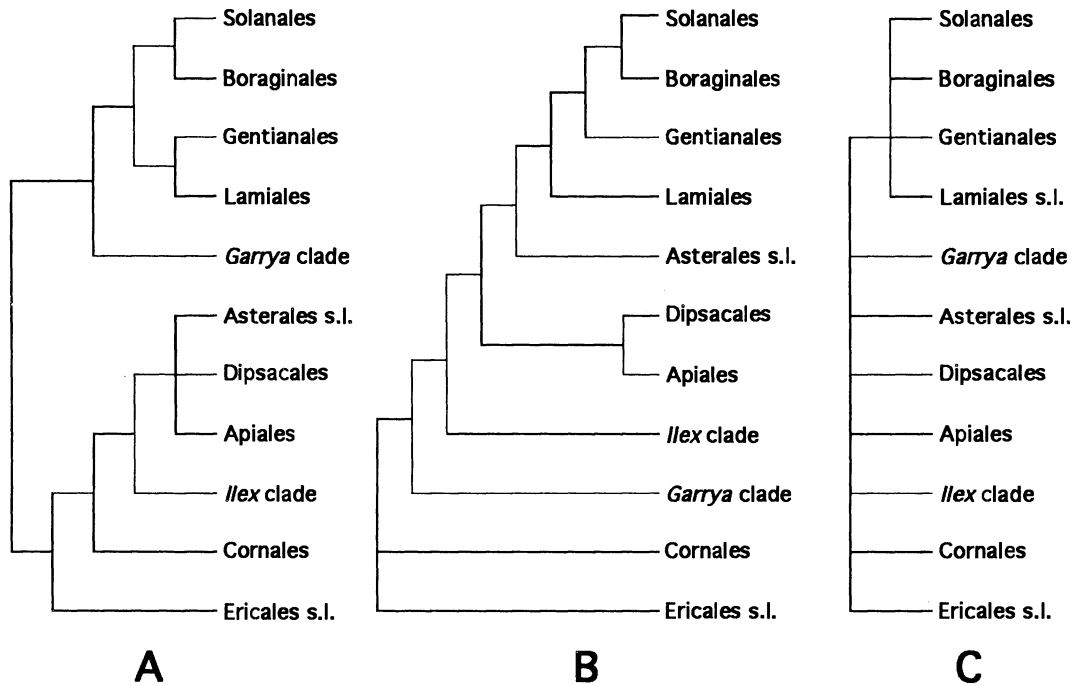 Solanales
Boraginales
Gentianales
Lamiales
Garrya clade
Asterales s.l.
Dipsacales
Apiales
Ilex clade
Cornales
Ericales s.l.
A
Solanales
Boraginales
Gentianales
Lamiales
Asterales s.l.
Dipsacales
Apiales
Ilex clade
Garrya clade
Cornales
Ericales s.l.
B
Solanales
Boraginales
Gentianales
Lamiales s.l.
Garrya clade
Asterales s.l.
Dipsacales
Apiales
Ilex clade
Cornales
Ericales s.l.
C